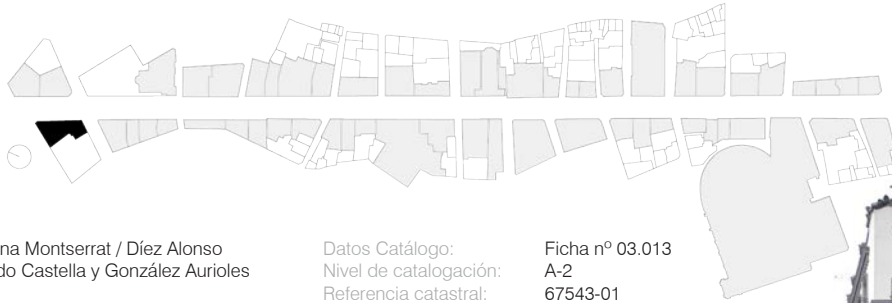 na Montserrat / Díez Alonso
do Castella y González Aurioles
Datos Catálogo: Ficha nº 03.013
Nivel de catalogación: A-2
Referencia catastral: 67543-01